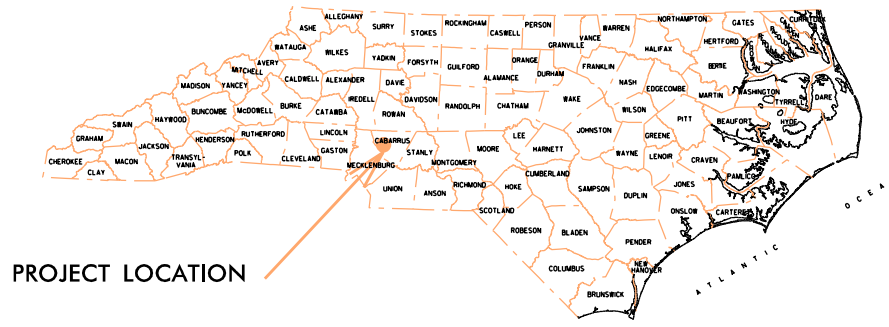 ALLEGHANY
ASHE
SURRY
STOKES
ROCKINGHAM
CASWELL
PERSON
GRANVILLE
VANCE
WARREN
NORTHAMPTON
GATES
HERTFORD
HALIFAX
BERTIE
WATAUGA
WILKES
YADKIN
FORSYTH
GUILFORD
ALAMANCE
ORANGE
DURHAM
FRANKLIN
NASH
EDGECOMBE
MARTIN
WASHINGTON
TYRRELL
DARE
AVERY
MITCHELL
YANCEY
MADISON
CALDWELL
ALEXANDER
IREDELL
DAVIE
DAVIDSON
RANDOLPH
CHATHAM
WAKE
WILSON
PITT
BEAUFORT
HYDE
HAYWOOD
BUNCOMBE
McDOWELL
BURKE
CATAWBA
ROWAN
SWAIN
GRAHAM
JACKSON
HENDERSON
RUTHERFORD
LINCOLN
CABARRUS
STANLY
MONTGOMERY
MOORE
LEE
HARNETT
JOHNSTON
WAYNE
GREENE
LENOIR
CRAVEN
PAMLICO
CHEROKEE
MACON
CLAY
TRANSYL-
VANIA
POLK
CLEVELAND
GASTON
MECKLENBURG
UNION
ANSON
RICHMOND
HOKE
CUMBERLAND
SAMPSON
DUPLIN
JONES
ONSLOW
CARTERET
SCOTLAND
ROBESON
BLADEN
PENDER
COLUMBUS
NEW
HANOVER
BRUNSWICK
ATLANTIC OCEA
PROJECT LOCATION